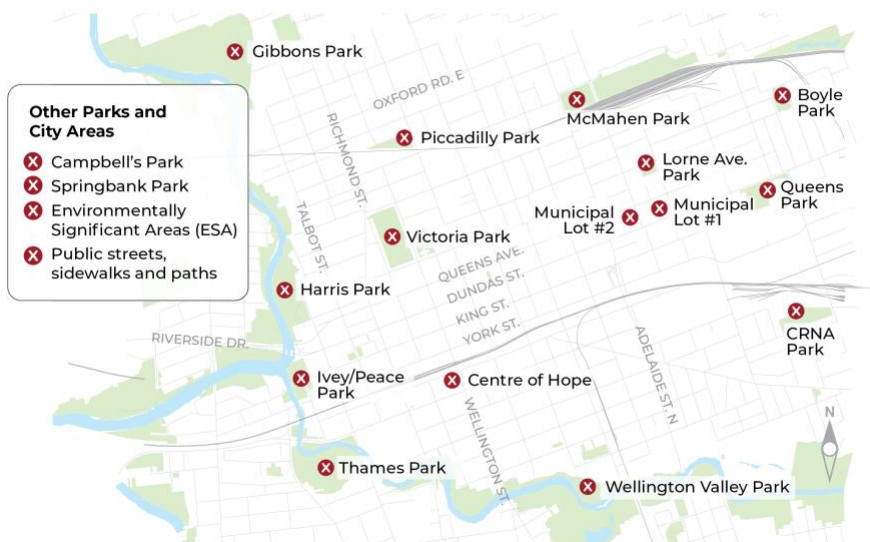 Gibbons Park
OXFORD RD. E
Other Parks and
City Areas
Campbell's Park
Springbank Park
Environmentally
Significant Areas (ESA)
Public streets,
sidewalks and paths
RICHMOND ST.
Piccadilly Park
McMahen Park
Boyle
Park
Lorne Ave.
Park
Queens
Park
Municipal
Lot #1
Municipal
Lot #2
TALBOT ST.
Victoria Park
QUEENS AVE.
DUNDAS ST.
KING ST.
YORK ST.
Harris Park
RIVERSIDE DR.
CRNA
Park
ADELAIDE ST. N
Ivey/Peace
Park
Centre of Hope
WELLINGTON ST.
N
Thames Park
Wellington Valley Park